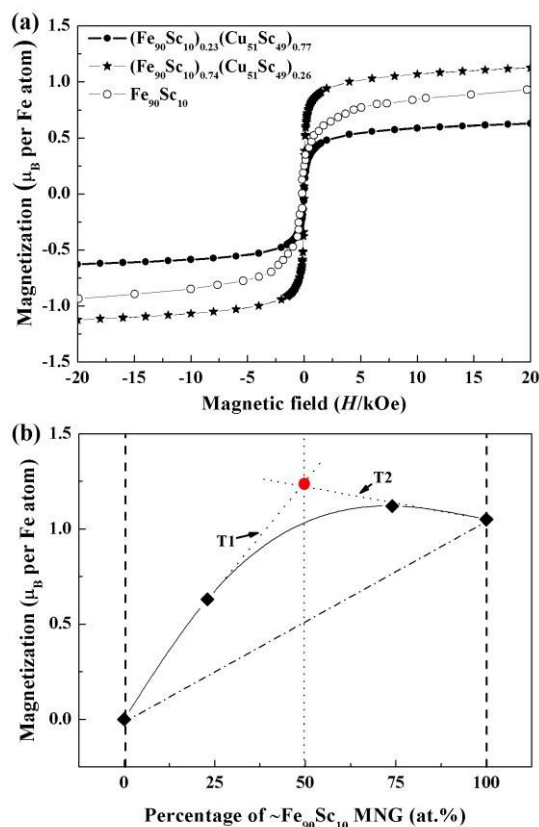 (a)
(Fe₉₀Sc₁₀)₀.₂₃(Cu₅₁Sc₄₉)₀.₇₇
(Fe₉₀Sc₁₀)₀.₇₄(Cu₅₁Sc₄₉)₀.₂₆
Fe₉₀Sc₁₀
Magnetization (μB per Fe atom)
1.5
1.0
0.5
0.0
-0.5
-1.0
-1.5
-20 -15 -10 -5 0 5 10 15 20
Magnetic field (H/kOe)
(b)
Magnetization (μB per Fe atom)
1.5
1.0
0.5
0.0
T1
T2
0 25 50 75 100
Percentage of ~Fe₉₀Sc₁₀ MNG (at.%)